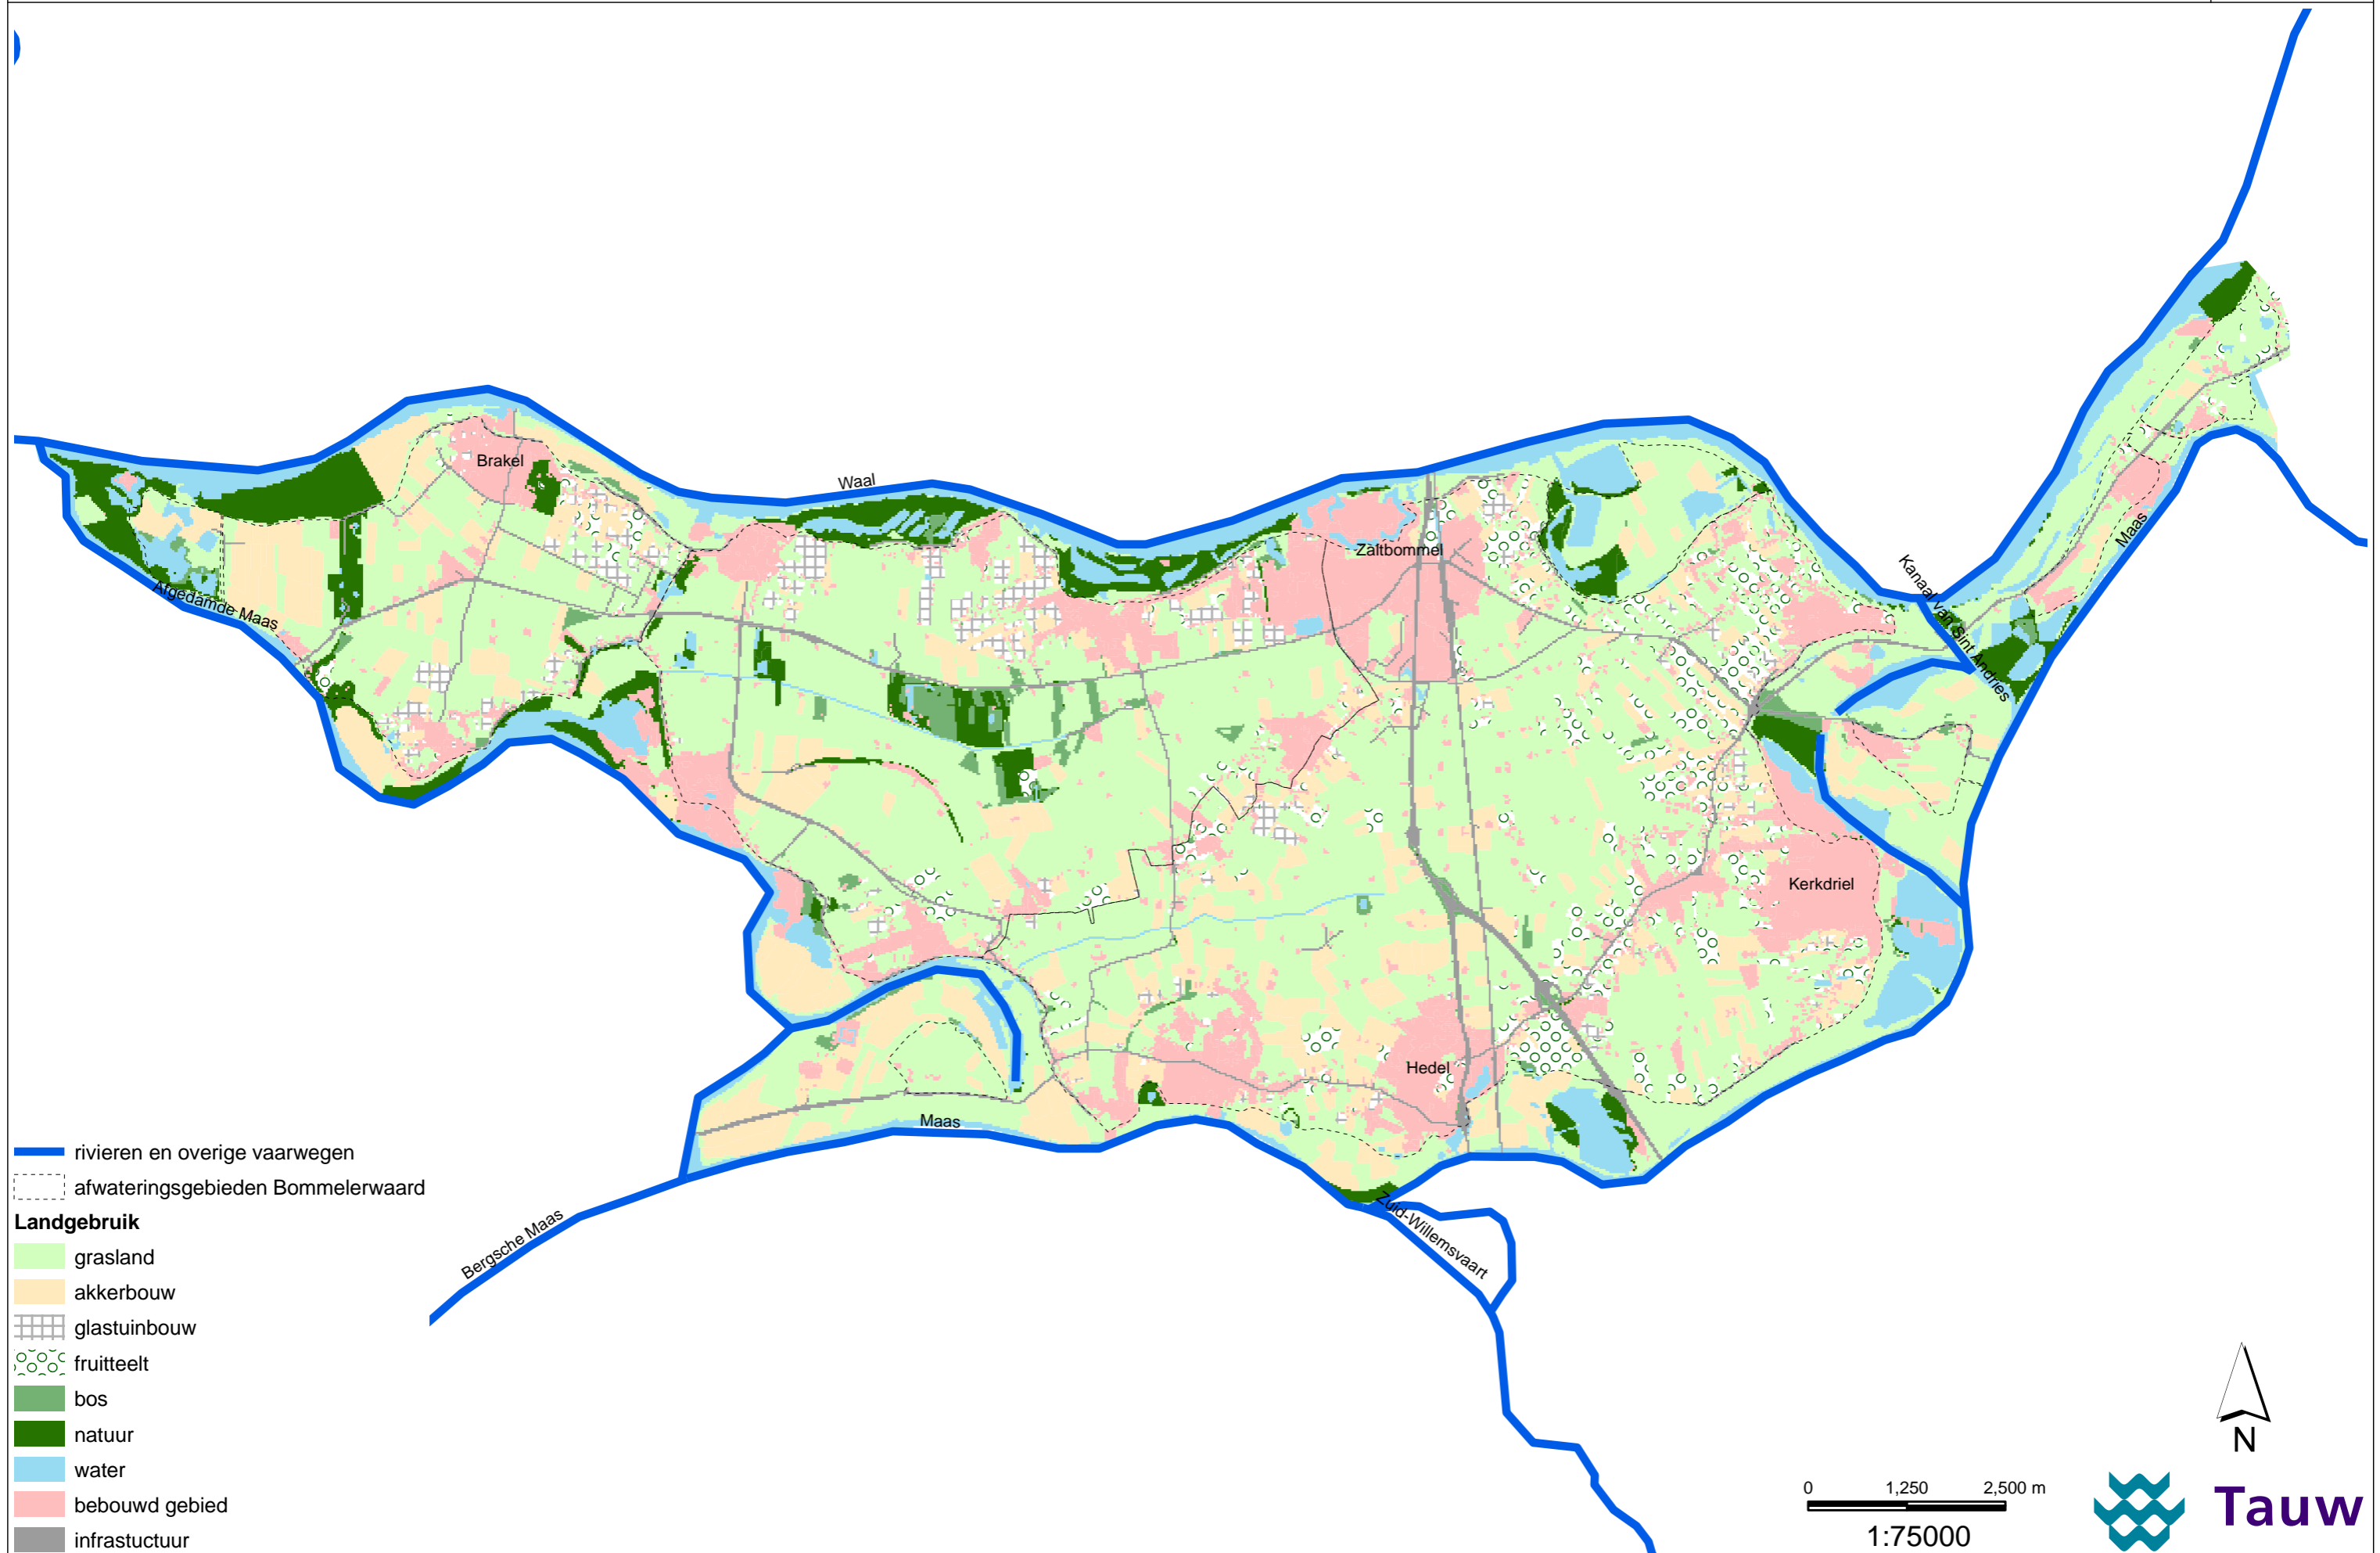 Brakel
Waal
Zaltbommel
Kanaal van Sint Andries
Maas
Afgedamde Maas
Kerkdriel
Hedel
Maas
Zuid-Willemsvaart
Bergsche Maas
rivieren en overige vaarwegen
afwateringsgebieden Bommelerwaard
Landgebruik
grasland
akkerbouw
glastuinbouw
fruitteelt
bos
natuur
water
bebouwd gebied
infrastuctuur
N
0 1,250 2,500 m
1:75000
Tauw